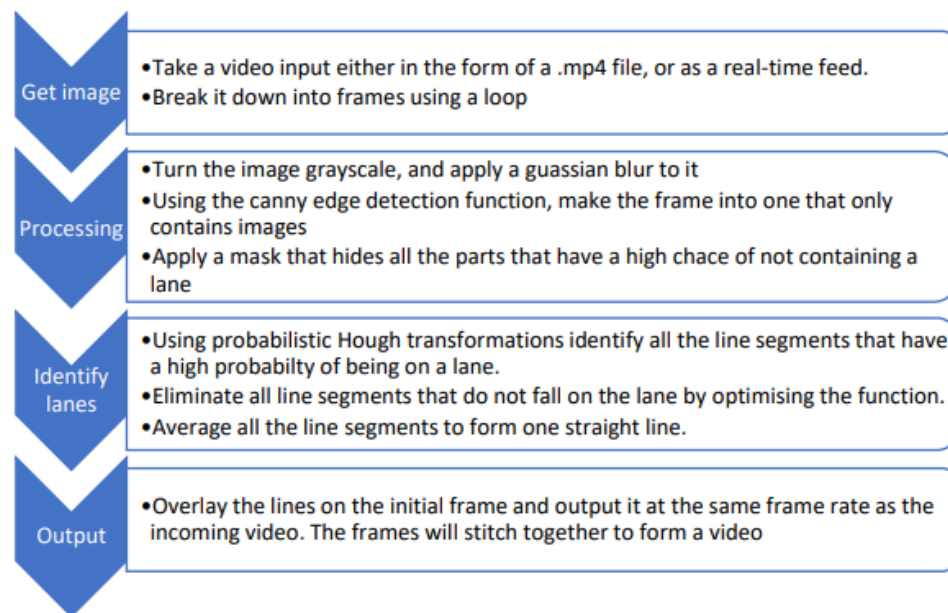 Get image
•Take a video input either in the form of a .mp4 file, or as a real-time feed.
•Break it down into frames using a loop
Processing
•Turn the image grayscale, and apply a guassian blur to it
•Using the canny edge detection function, make the frame into one that only
contains images
•Apply a mask that hides all the parts that have a high chace of not containing a
lane
Identify
lanes
•Using probabilistic Hough transformations identify all the line segments that have
a high probabilty of being on a lane.
•Eliminate all line segments that do not fall on the lane by optimising the function.
•Average all the line segments to form one straight line.
Output
•Overlay the lines on the initial frame and output it at the same frame rate as the
incoming video. The frames will stitch together to form a video